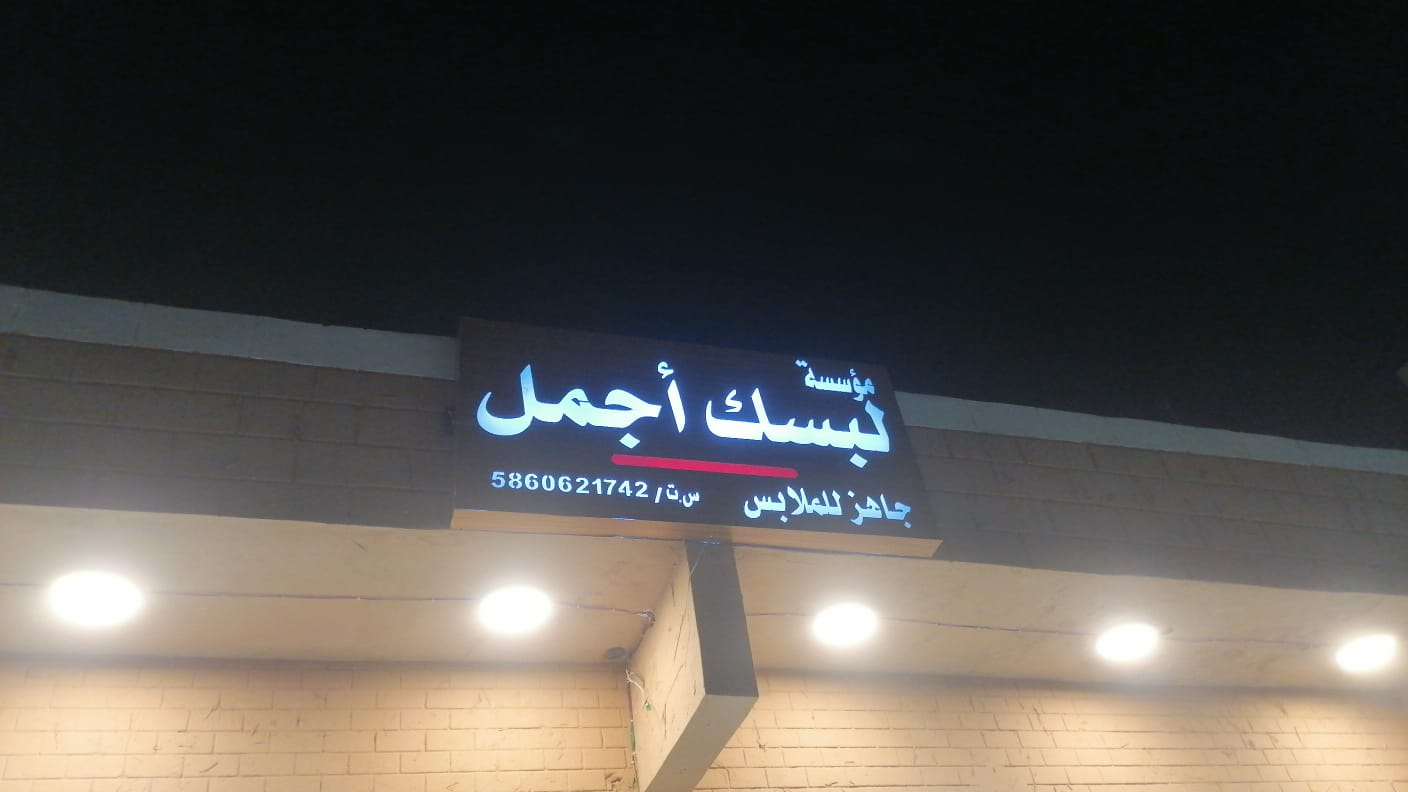 مؤسسة
لبسك أجمل
جاهز للملابس
س.ت/ 5860621742